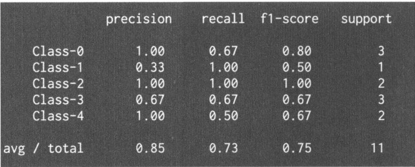 precision recall f1-score support
Class-0 1.00 0.67 0.80 3
Class-1 0.33 1.00 0.50 1
Class-2 1.00 1.00 1.00 2
Class-3 0.67 0.67 0.67 3
Class-4 1.00 0.50 0.67 2
avg / total 0.85 0.73 0.75 11